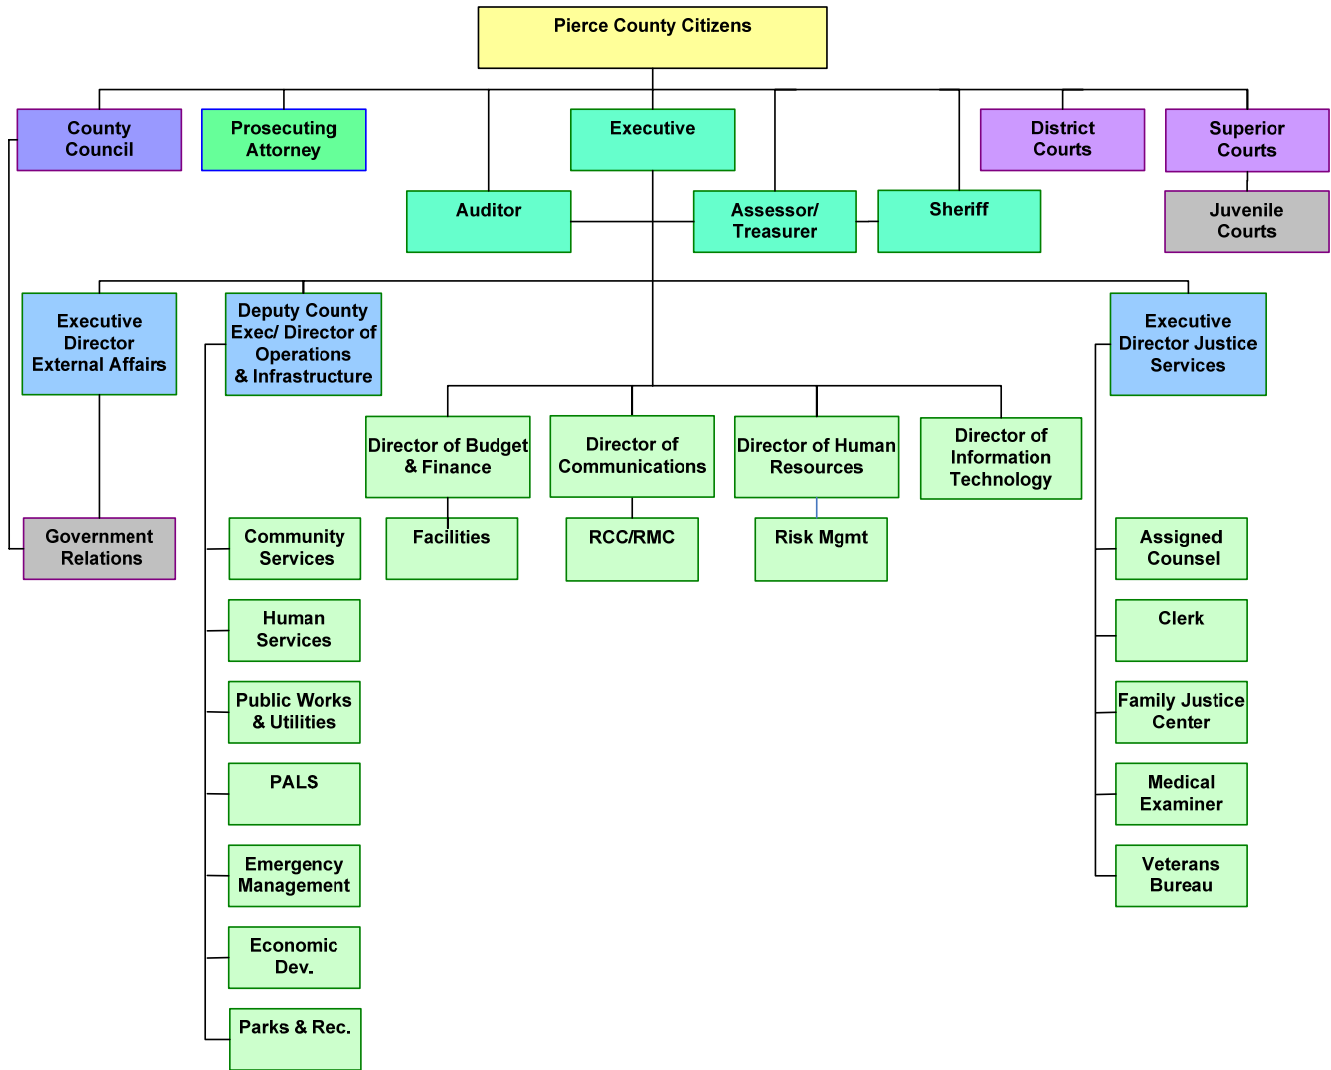 Pierce County Citizens
County
Council
Prosecuting
Attorney
Executive
District
Courts
Superior
Courts
Auditor
Assessor/
Treasurer
Sheriff
Juvenile
Courts
Executive
Director
External Affairs
Deputy County
Exec/ Director of
Operations
& Infrastructure
Executive
Director Justice
Services
Director of Budget
& Finance
Director of
Communications
Director of Human
Resources
Director of
Information
Technology
Government
Relations
Community
Services
Facilities
RCC/RMC
Risk Mgmt
Assigned
Counsel
Human
Services
Clerk
Public Works
& Utilities
Family Justice
Center
PALS
Medical
Examiner
Emergency
Management
Veterans
Bureau
Economic
Dev.
Parks & Rec.